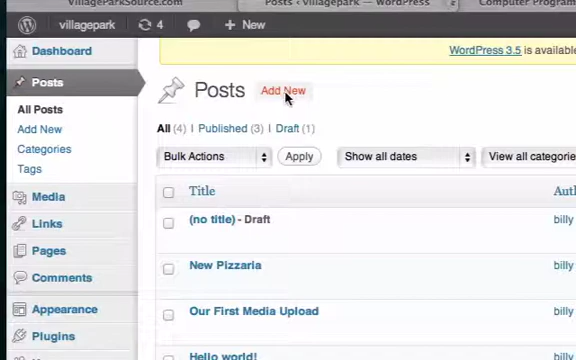 VillageParkSource.com Posts ‹ villagepark — WordPress Computer Program
villagepark 4 + New
Dashboard
WordPress 3.5 is available
Posts
Posts Add New
All Posts
All (4) | Published (3) | Draft (1)
Add New
Categories
Bulk Actions Apply Show all dates View all categorie
Tags
Media
Title Aut
Links
(no title) - Draft billy
Pages
New Pizzaria billy
Comments
Appearance
Our First Media Upload billy
Plugins
Hello world! billy